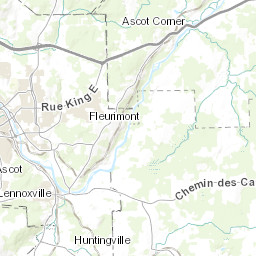 Ascot Corner
Rue King E
Fleurimont
Ascot
Lennoxville
Chemin des Ca
Huntingville